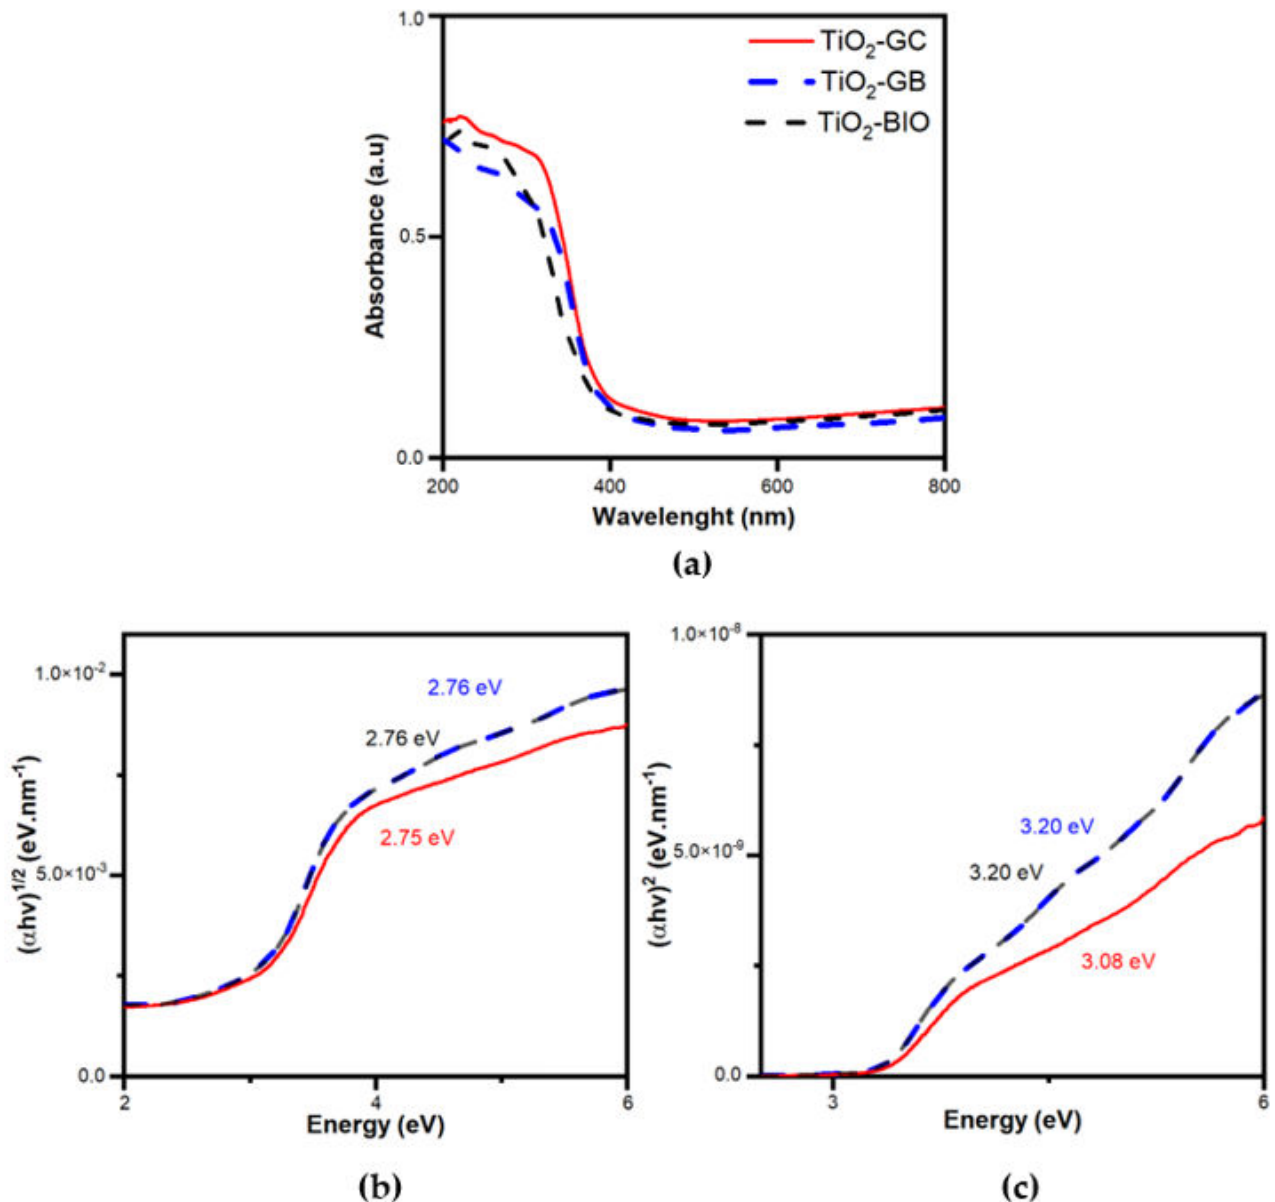 1.0
TiO2-GC
TiO2-GB
TiO2-BIO
Absorbance (a.u)
0.5
0.0
200
400
600
800
Wavelenght (nm)
(a)
1.0×10-2
2.76 eV
2.76 eV
2.75 eV
(αhv)1/2 (eV.nm-1)
5.0×10-3
0.0
2
4
6
Energy (eV)
(b)
1.0×10-8
3.20 eV
3.20 eV
3.08 eV
(αhv)2 (eV.nm-1)
5.0×10-9
0.0
3
6
Energy (eV)
(c)